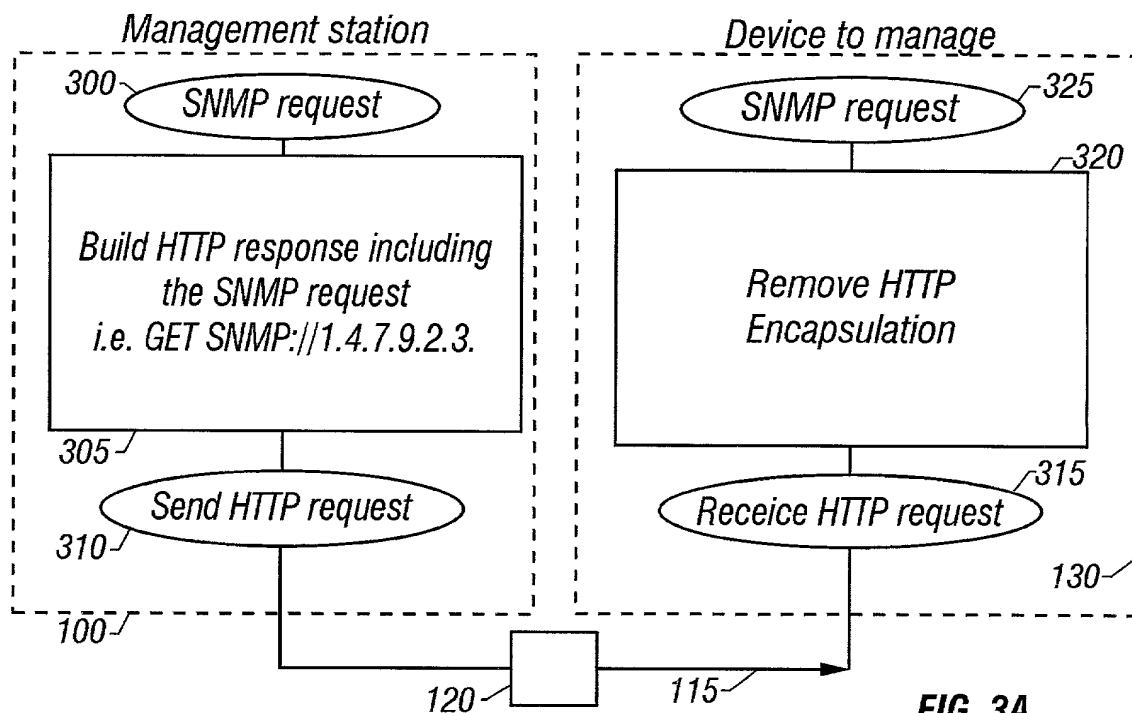 Management station
300
SNMP request
Build HTTP response including
the SNMP request
i.e. GET SNMP://1.4.7.9.2.3.
305
Send HTTP request
310
100
Device to manage
325
SNMP request
320
Remove HTTP
Encapsulation
315
Receice HTTP request
130
120
115
FIG. 3A